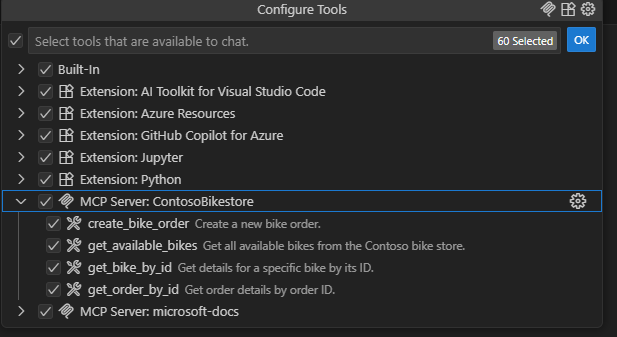 Configure Tools
Select tools that are available to chat. 60 Selected OK
Built-In
Extension: AI Toolkit for Visual Studio Code
Extension: Azure Resources
Extension: GitHub Copilot for Azure
Extension: Jupyter
Extension: Python
MCP Server: ContosoBikestore
create_bike_order Create a new bike order.
get_available_bikes Get all available bikes from the Contoso bike store.
get_bike_by_id Get details for a specific bike by its ID.
get_order_by_id Get order details by order ID.
MCP Server: microsoft-docs